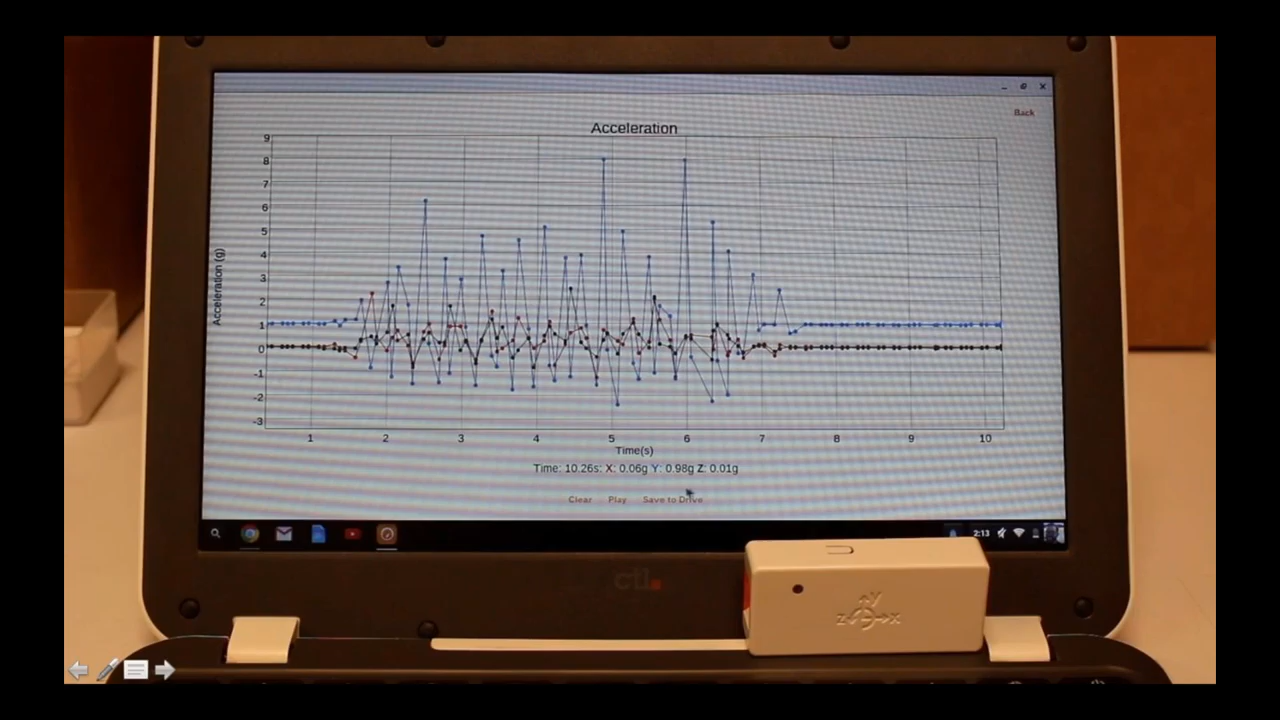 Back
Acceleration
9
8
7
6
5
4
3
2
1
0
-1
-2
-3
Acceleration (g)
1 2 3 4 5 6 7 8 9 10
Time(s)
Time: 10.26s: X: 0.06g Y: 0.98g Z: 0.01g
Clear Play Save to Drive
2:13
ctl.
Y
Z X